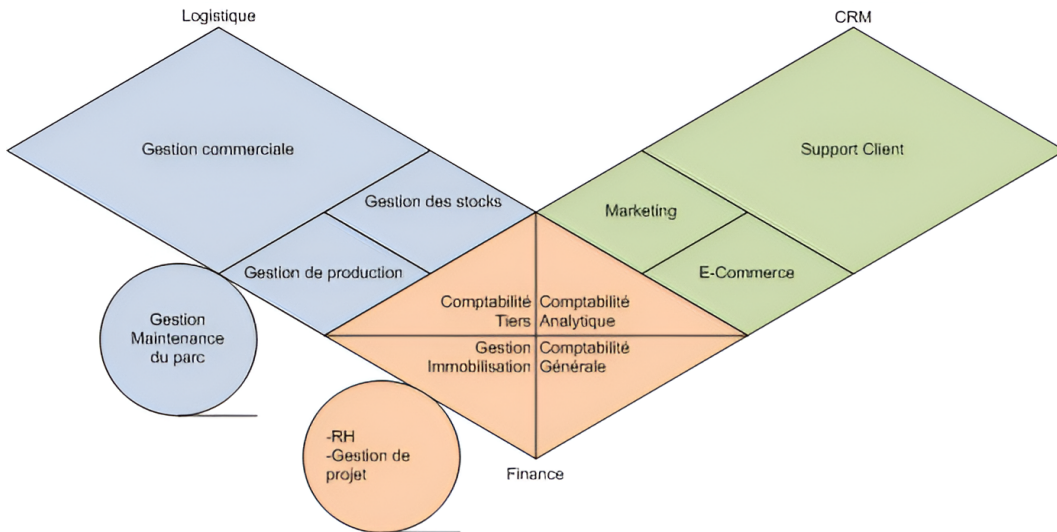 Logistique
CRM
Gestion commerciale
Support Client
Gestion des stocks
Marketing
Gestion de production
E-Commerce
Gestion
Maintenance
du parc
Comptabilité
Tiers
Comptabilité
Analytique
Gestion
Immobilisation
Comptabilité
Générale
-RH
-Gestion de
projet
Finance